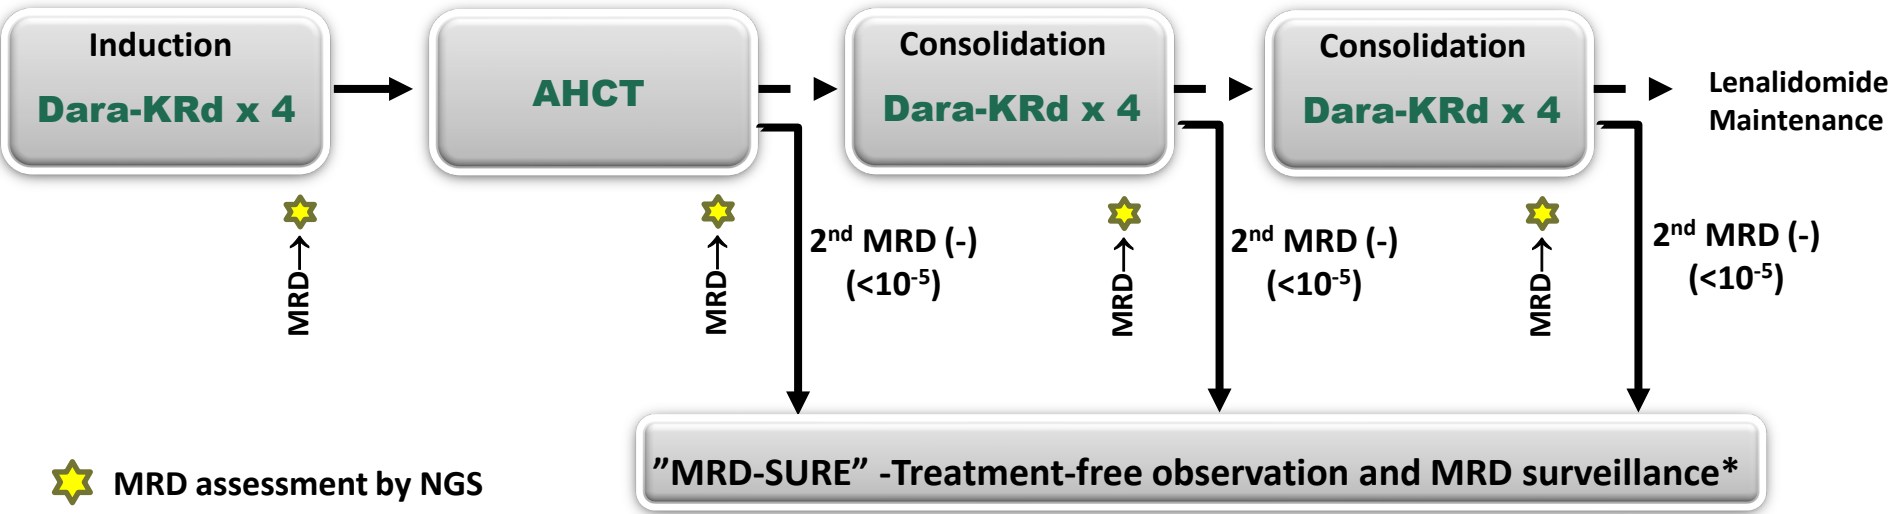 Induction
Dara-KRd x 4
AHCT
Consolidation
Dara-KRd x 4
Consolidation
Dara-KRd x 4
Lenalidomide
Maintenance
MRD
MRD
MRD
MRD
2nd MRD (-)
(<10-5)
2nd MRD (-)
(<10-5)
2nd MRD (-)
(<10-5)
”MRD-SURE” -Treatment-free observation and MRD surveillance*
MRD assessment by NGS